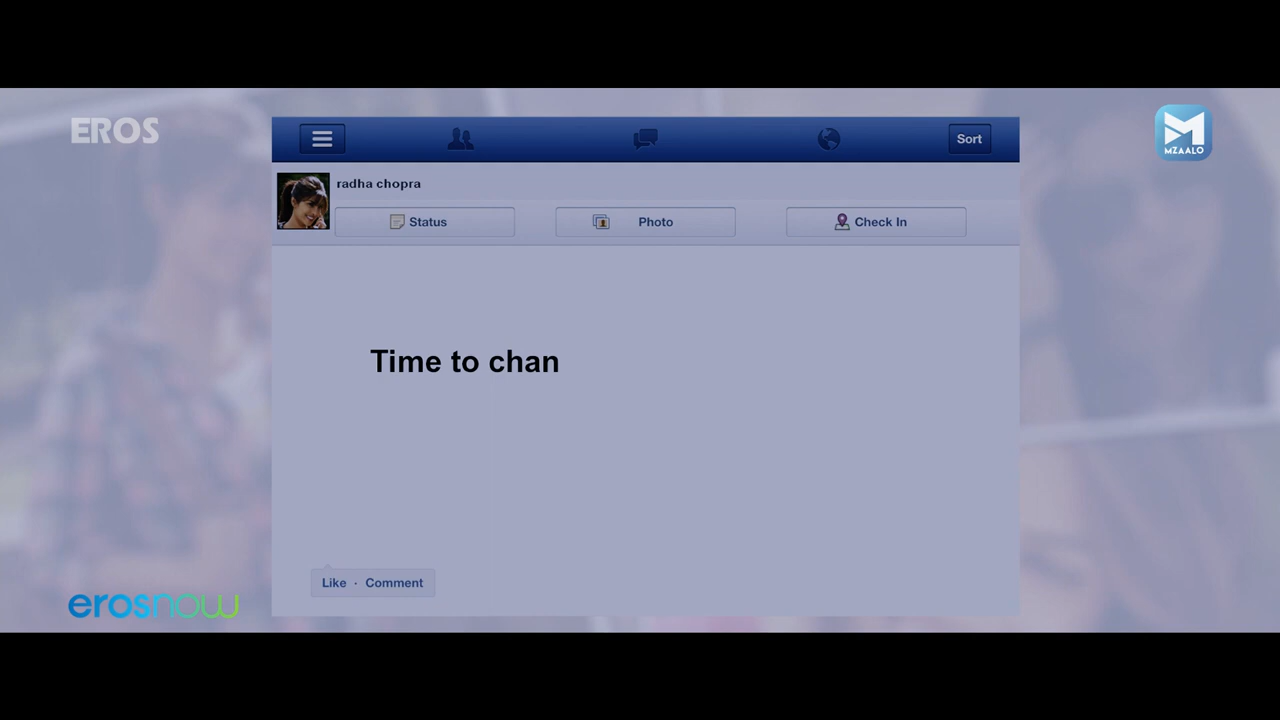 EROS
MZAALO
Sort
radha chopra
Status
Photo
Check In
Time to chan
Like · Comment
erosnow